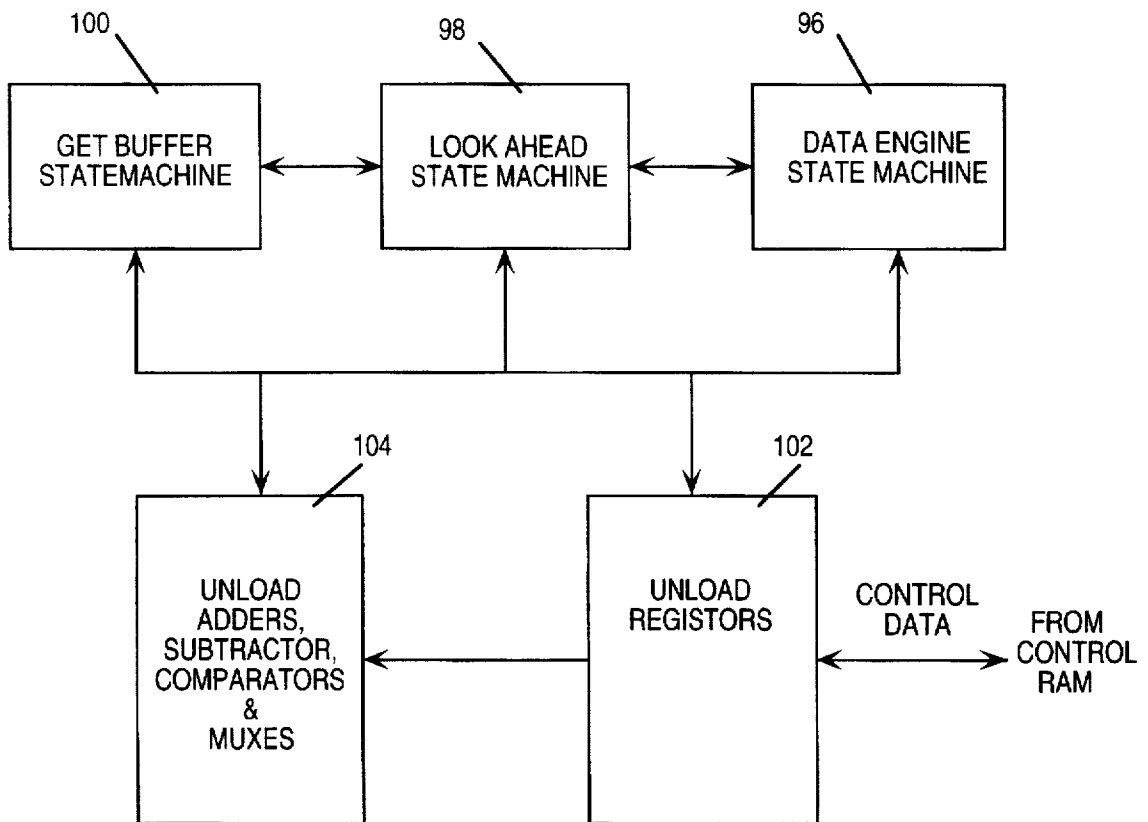 100
98
96
GET BUFFER
STATEMACHINE
LOOK AHEAD
STATE MACHINE
DATA ENGINE
STATE MACHINE
104
102
UNLOAD
ADDERS,
SUBTRACTOR,
COMPARATORS
&
MUXES
UNLOAD
REGISTORS
CONTROL
DATA
FROM
CONTROL
RAM